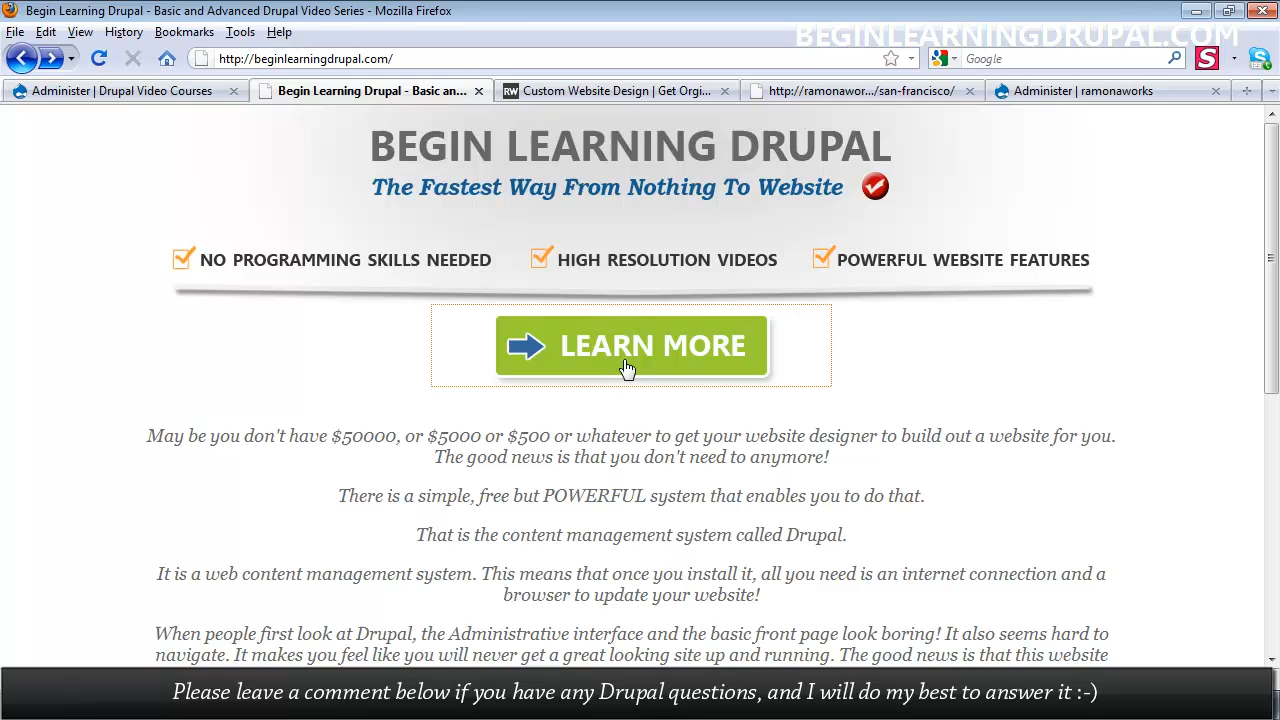 Begin Learning Drupal - Basic and Advanced Drupal Video Series - Mozilla Firefox
File Edit View History Bookmarks Tools Help
BEGINLEARNINGDRUPAL.COM
http://beginlearningdrupal.com/
Google
S
Administer | Drupal Video Courses
Begin Learning Drupal - Basic an...
RW Custom Website Design | Get Orgi...
http://ramonawor.../san-francisco/
Administer | ramonaworks
BEGIN LEARNING DRUPAL
The Fastest Way From Nothing To Website
NO PROGRAMMING SKILLS NEEDED
HIGH RESOLUTION VIDEOS
POWERFUL WEBSITE FEATURES
LEARN MORE
May be you don't have $50000, or $5000 or $500 or whatever to get your website designer to build out a website for you.
The good news is that you don't need to anymore!
There is a simple, free but POWERFUL system that enables you to do that.
That is the content management system called Drupal.
It is a web content management system. This means that once you install it, all you need is an internet connection and a
browser to update your website!
When people first look at Drupal, the Administrative interface and the basic front page look boring! It also seems hard to
navigate. It makes you feel like you will never get a great looking site up and running. The good news is that this website
Please leave a comment below if you have any Drupal questions, and I will do my best to answer it :-)